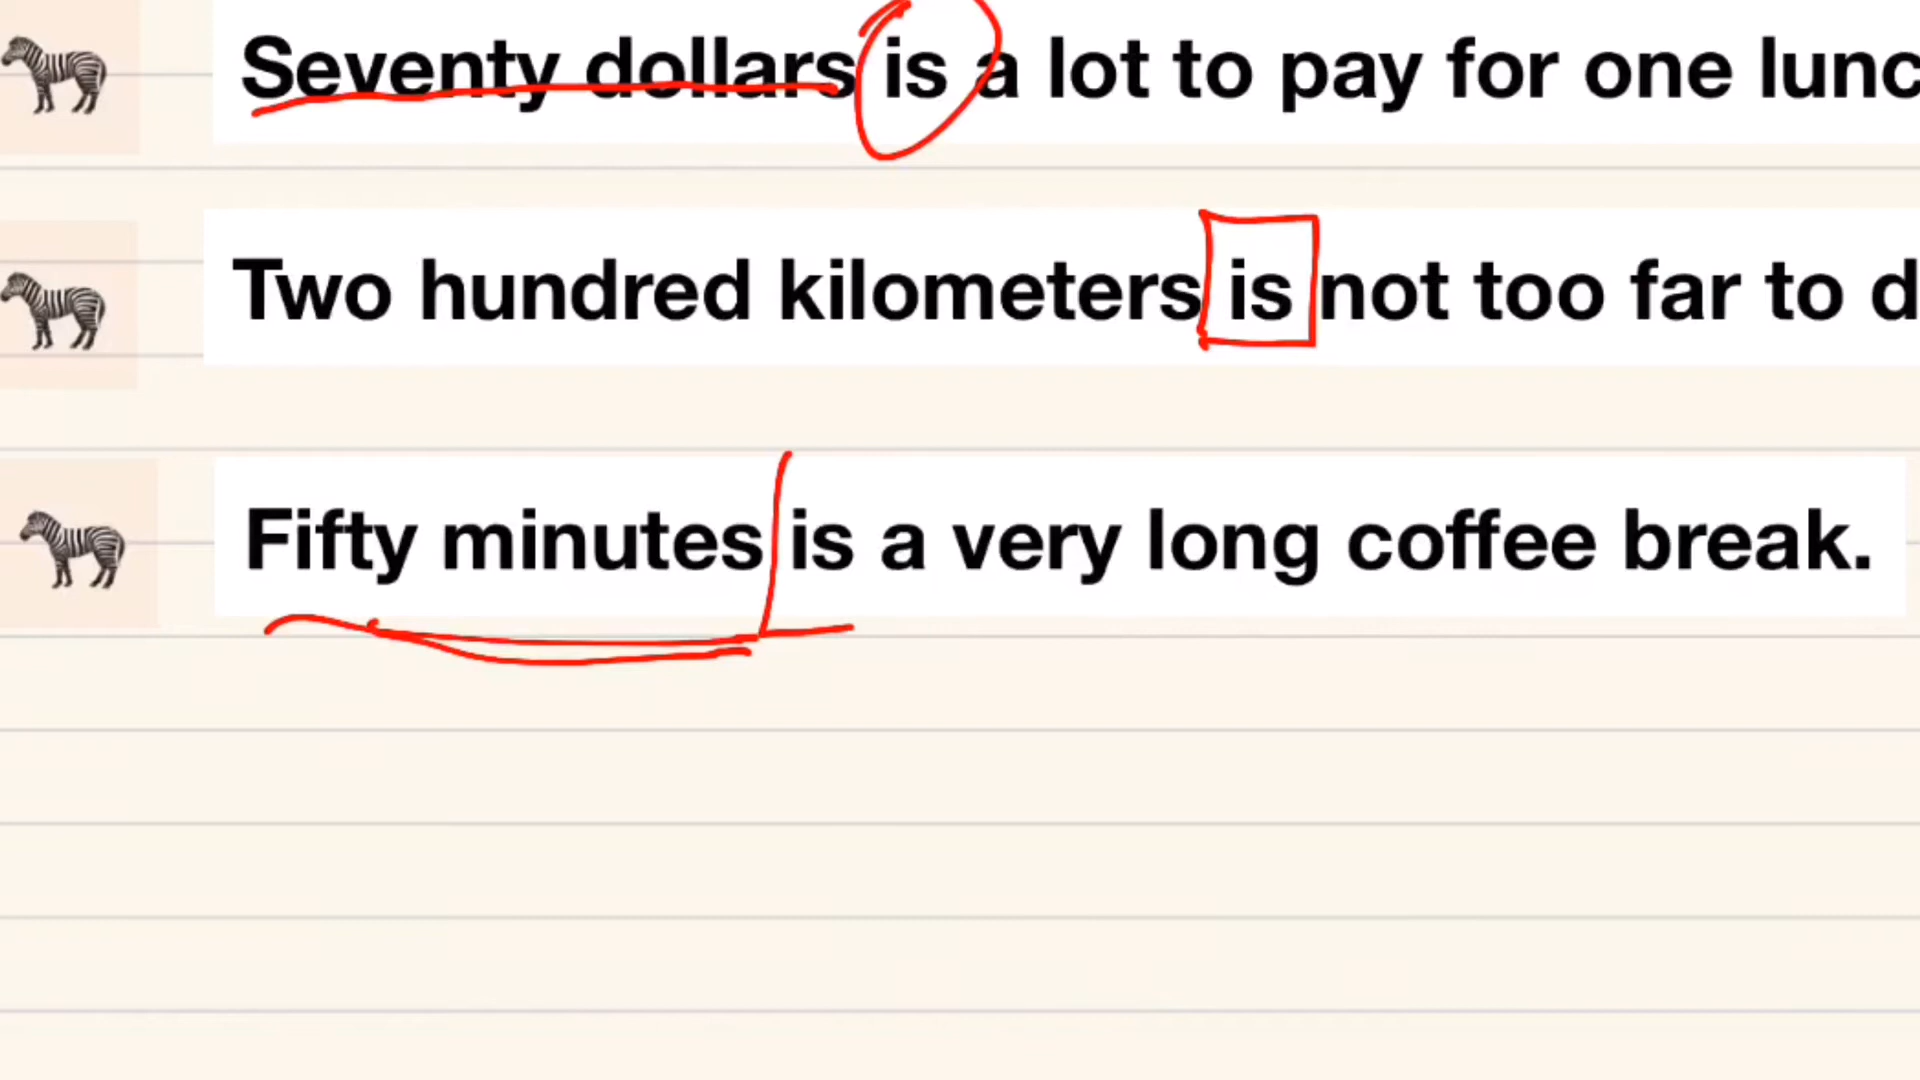 Seventy dollars is a lot to pay for one lunc
Two hundred kilometers is not too far to d
Fifty minutes is a very long coffee break.